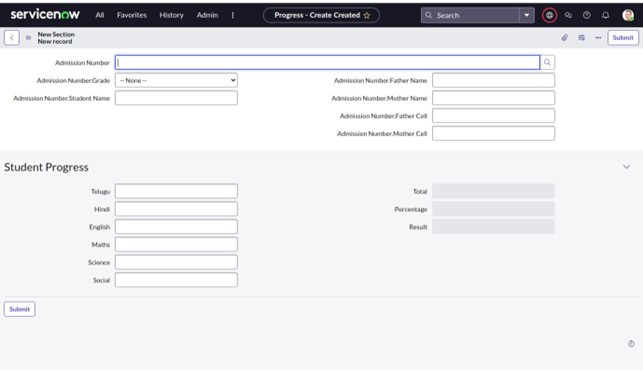 servicenow All Favorites History Admin Progress - Create Created Search
New Section
New record
Submit
Admission Number
Admission Number.Grade -- None -- Admission Number.Father Name
Admission Number.Student Name Admission Number.Mother Name
Admission Number.Father Cell
Admission Number.Mother Cell
Student Progress
Telugu Total
Hindi Percentage
English Result
Maths
Science
Social
Submit